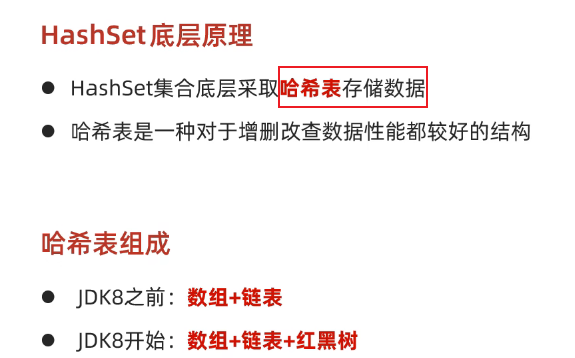 HashSet底层原理
● HashSet集合底层采取哈希表存储数据
● 哈希表是一种对于增删改查数据性能都较好的结构
哈希表组成
● JDK8之前：数组+链表
● JDK8开始：数组+链表+红黑树